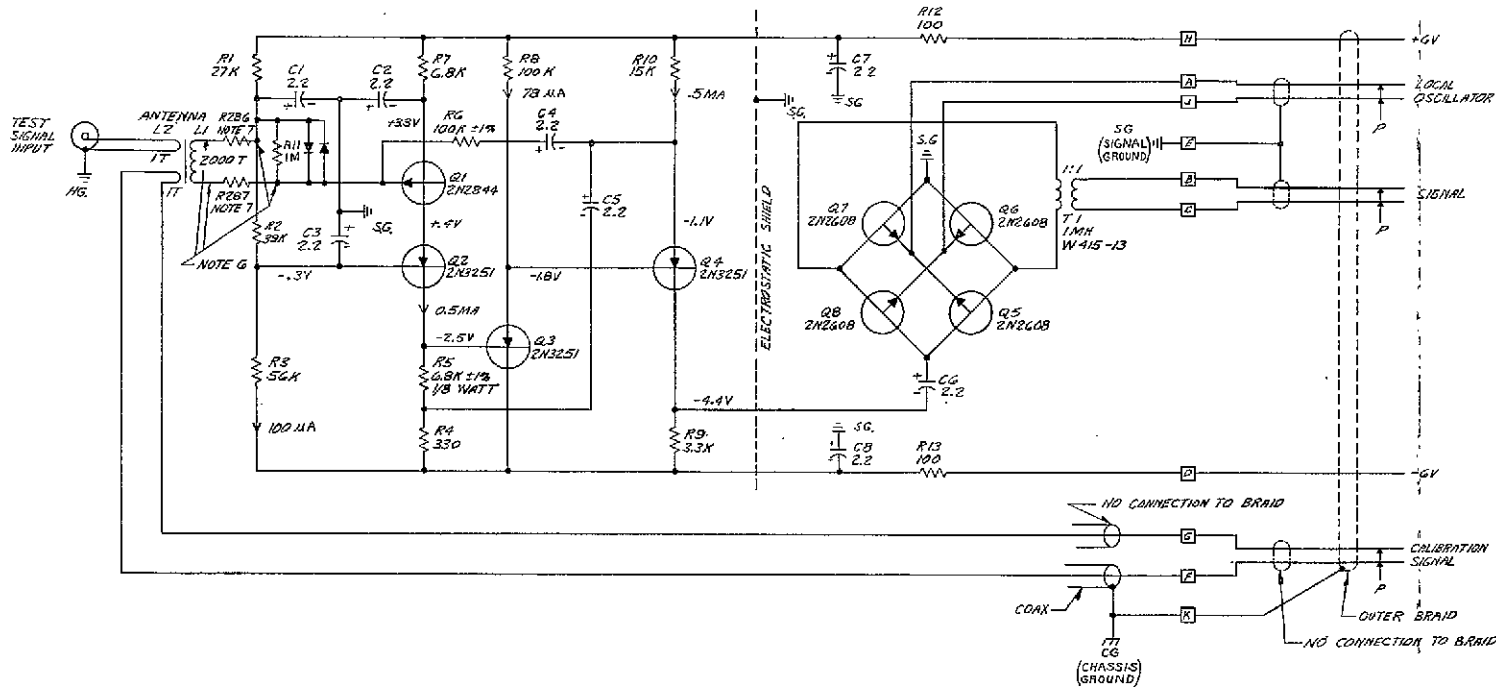 R12
100
H
+6V
R1
27K
C1
2.2
C2
2.2
R7
6.8K
R8
100K
78 µA
R10
15K
.5MA
C7
2.2
SG
A
LOCAL
J
OSCILLATOR
P
TEST
SIGNAL
INPUT
HG.
ANTENNA
L2
L1
1T
1T
2000 T
R286
NOTE 7
R287
NOTE 7
R11
1M
+3.3V
R6
100K ±1%
C4
2.2
SG.
SG
(SIGNAL
GROUND)
E
S.G
1:1
B
SIGNAL
C
P
T1
1MH
W415-13
Q1
2N2844
C5
2.2
ELECTROSTATIC SHIELD
Q7
2N2608
Q6
2N2608
R2
39K
C3
2.2
S.G.
+.4V
-1.1V
NOTE 6
-.3V
Q2
2N3251
-1.8V
Q4
2N3251
Q8
2N2608
Q5
2N2608
0.5MA
-2.5V
Q3
2N3251
R3
56K
R5
6.8K ±1%
1/8 WATT
C6
2.2
-4.4V
100 µA
R4
330
R9
3.3K
SG.
C8
2.2
R13
100
D
-6V
NO CONNECTION TO BRAID
G
CALIBRATION
SIGNAL
F
P
COAX
K
OUTER BRAID
NO CONNECTION TO BRAID
CG
(CHASSIS
GROUND)